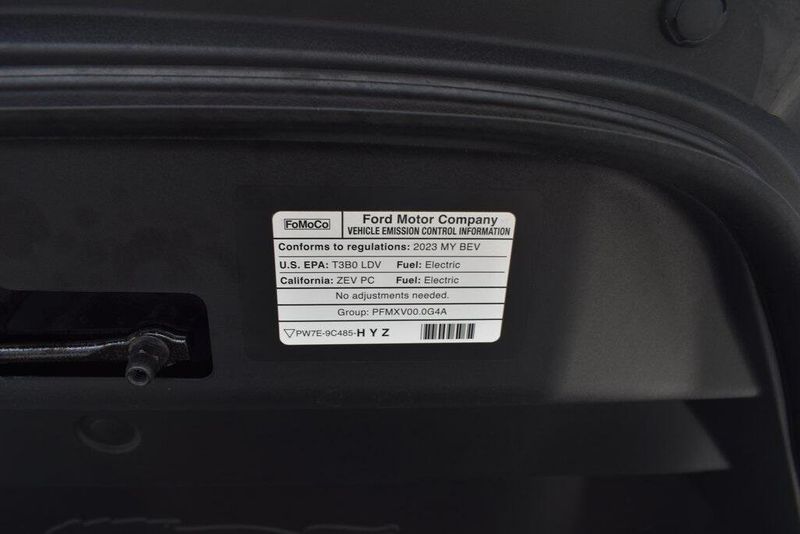 FoMoCo
Ford Motor Company
VEHICLE EMISSION CONTROL INFORMATION
Conforms to regulations: 2023 MY BEV
U.S. EPA: T3B0 LDV Fuel: Electric
California: ZEV PC Fuel: Electric
No adjustments needed.
Group: PFMXV00.0G4A
PW7E-9C485-H Y Z